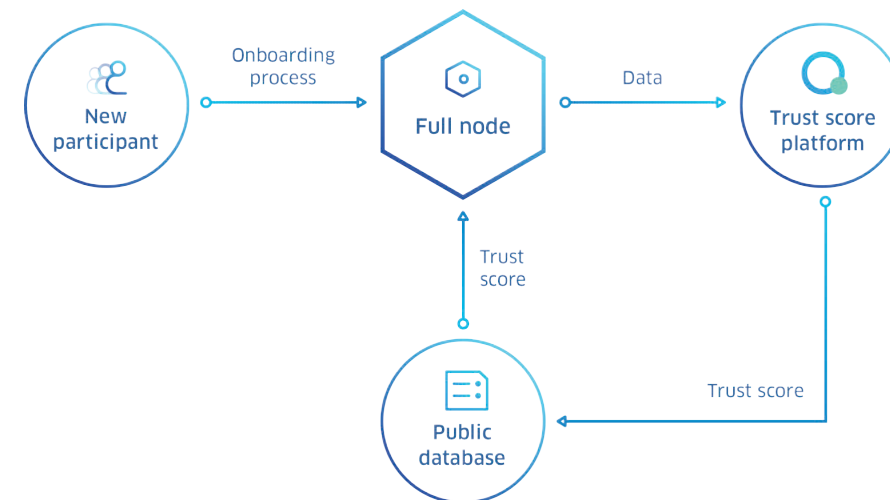 Onboarding
process
New
participant
Full node
Data
Trust score
platform
Trust
score
Trust score
Public
database